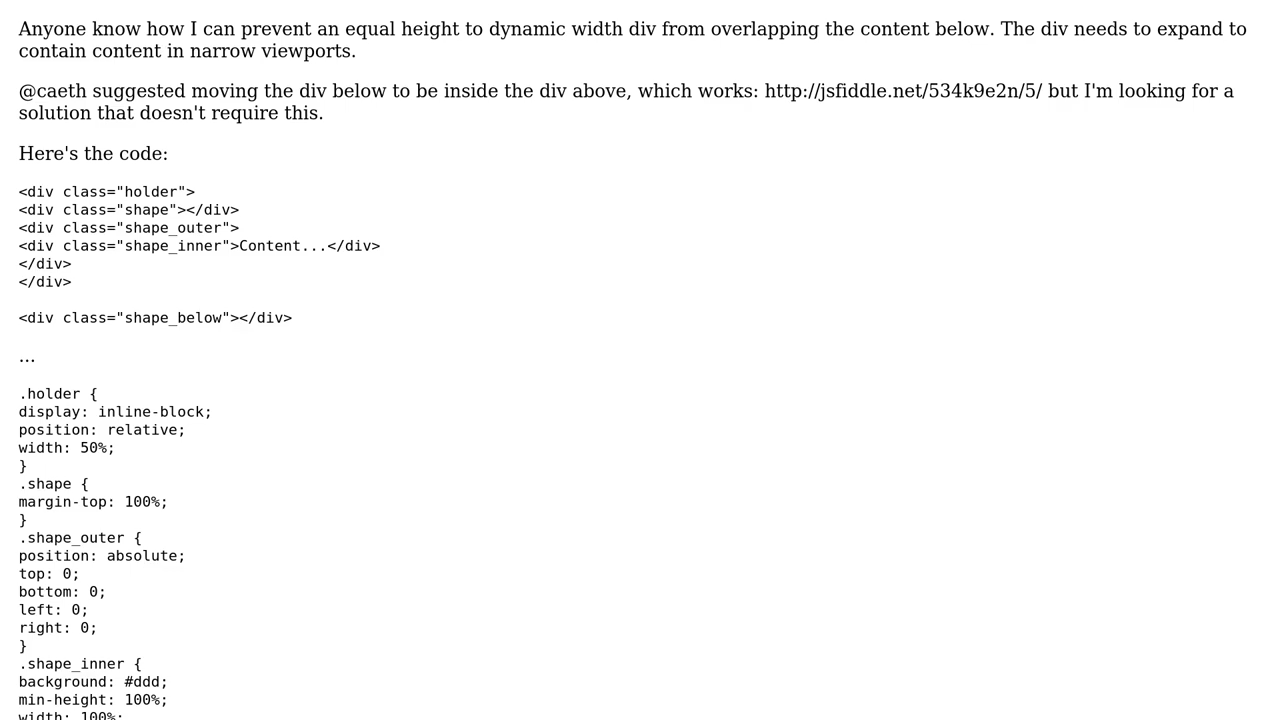 Anyone know how I can prevent an equal height to dynamic width div from overlapping the content below. The div needs to expand to
contain content in narrow viewports.
@caeth suggested moving the div below to be inside the div above, which works: http://jsfiddle.net/534k9e2n/5/ but I'm looking for a
solution that doesn't require this.
Here's the code:
<div class="holder">
<div class="shape"></div>
<div class="shape_outer">
<div class="shape_inner">Content...</div>
</div>
</div>
<div class="shape_below"></div>
...
.holder {
display: inline-block;
position: relative;
width: 50%;
}
.shape {
margin-top: 100%;
}
.shape_outer {
position: absolute;
top: 0;
bottom: 0;
left: 0;
right: 0;
}
.shape_inner {
background: #ddd;
min-height: 100%;
width: 100%;